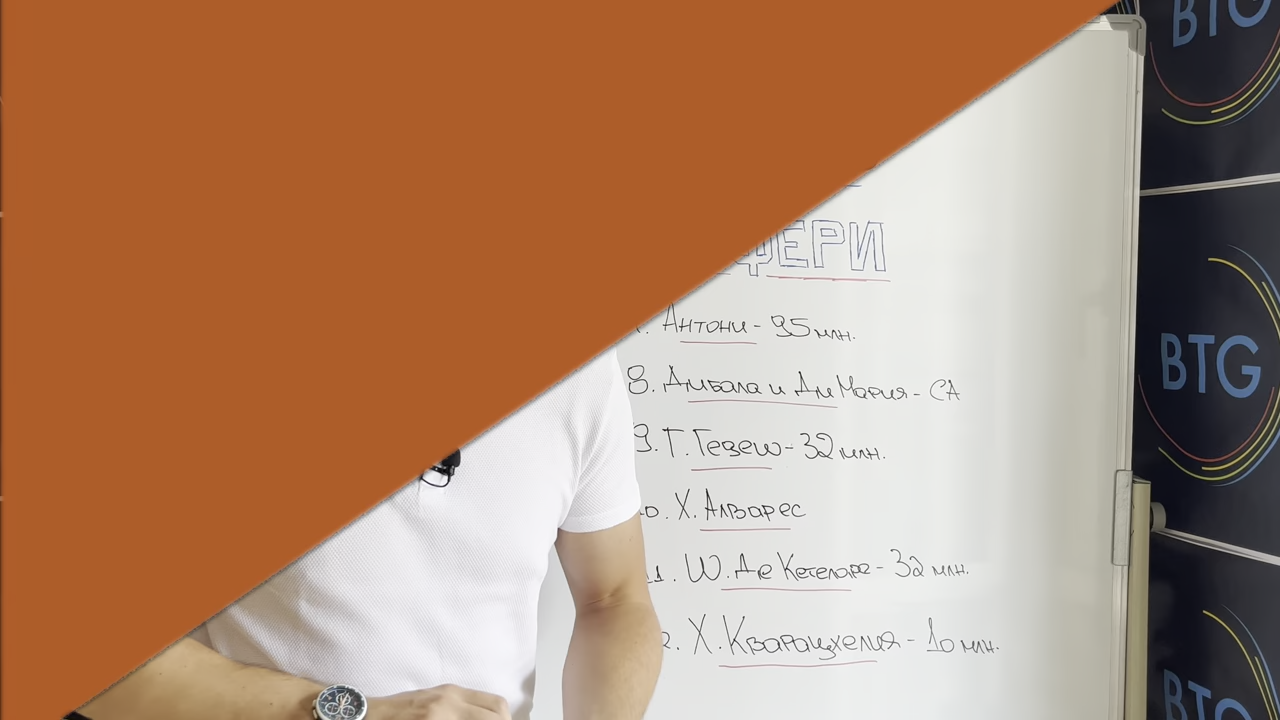 BTG
ФЕРИ
Антони - 95 млн.
8. Дибала и Ди Мария - СА
BTG
9. Г. Гедеш - 32 млн.
Х. Алварес
Ш. Де Кетеларе - 32 млн.
Х. Кварацхелия - 10 млн.
BTG